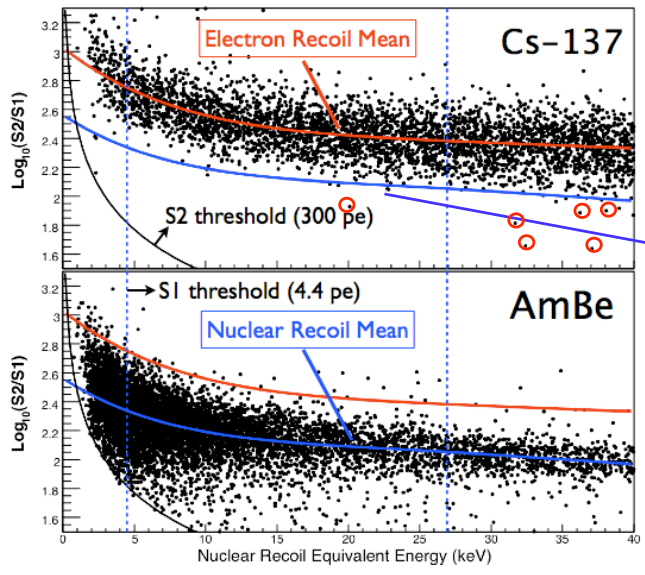 3.2
3
2.8
2.6
2.4
2.2
2
1.8
1.6
Log₁₀(S2/S1)
Electron Recoil Mean
Cs-137
S2 threshold (300 pe)
3.2
3
2.8
2.6
2.4
2.2
2
1.8
1.6
Log₁₀(S2/S1)
S1 threshold (4.4 pe)
AmBe
Nuclear Recoil Mean
0 5 10 15 20 25 30 35 40
Nuclear Recoil Equivalent Energy (keV)